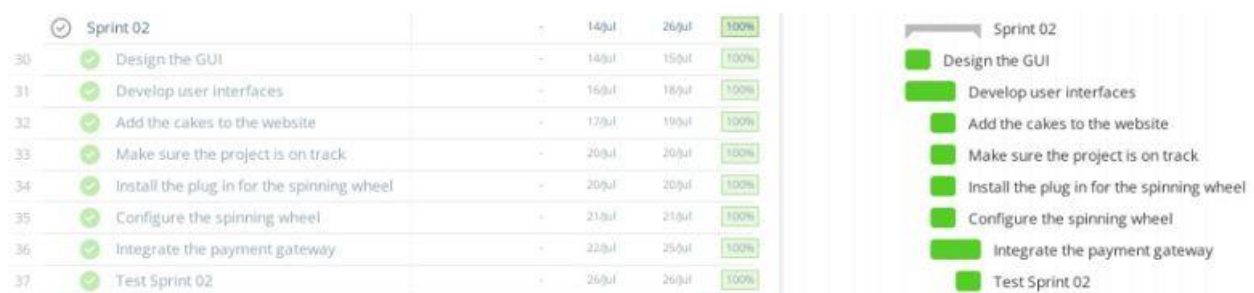 Sprint 02 - 14/Jul 26/Jul 100% Sprint 02
30 Design the GUI - 14/Jul 15/Jul 100% Design the GUI
31 Develop user interfaces - 16/Jul 18/Jul 100% Develop user interfaces
32 Add the cakes to the website - 17/Jul 19/Jul 100% Add the cakes to the website
33 Make sure the project is on track - 20/Jul 20/Jul 100% Make sure the project is on track
34 Install the plug in for the spinning wheel - 20/Jul 20/Jul 100% Install the plug in for the spinning wheel
35 Configure the spinning wheel - 21/Jul 21/Jul 100% Configure the spinning wheel
36 Integrate the payment gateway - 22/Jul 25/Jul 100% Integrate the payment gateway
37 Test Sprint 02 - 26/Jul 26/Jul 100% Test Sprint 02